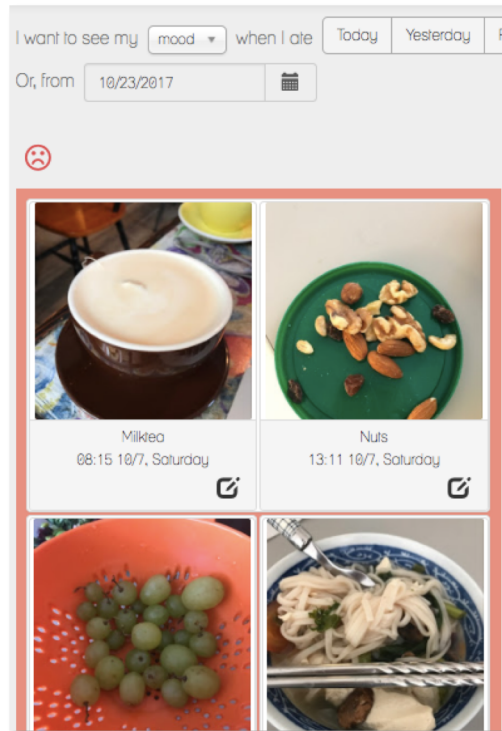 I want to see my mood when I ate Today Yesterday
Or, from 10/23/2017
Milktea
08:15 10/7, Saturday
Nuts
13:11 10/7, Saturday